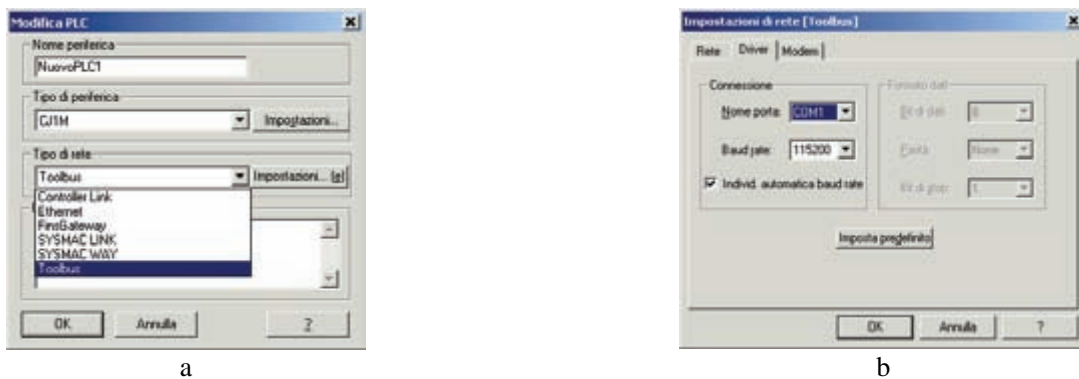 Modifica PLC
Nome periferica
NuovoPLC1
Tipo di periferica
CJ1M
Impostazioni...
Tipo di rete
Toolbus
Impostazioni...
Controller Link
Ethernet
FinsGateway
SYSMAC LINK
SYSMAC WAY
Toolbus
OK
Annulla
?
a
Impostazioni di rete [Toolbus]
Rete
Driver
Modem
Connessione
Nome porta:
COM1
Baud rate:
115200
Individ. automatica baud rate
Formato dati
Bit di dati
8
Parità
None
Bit di stop
1
Imposta predefinito
OK
Annulla
?
b